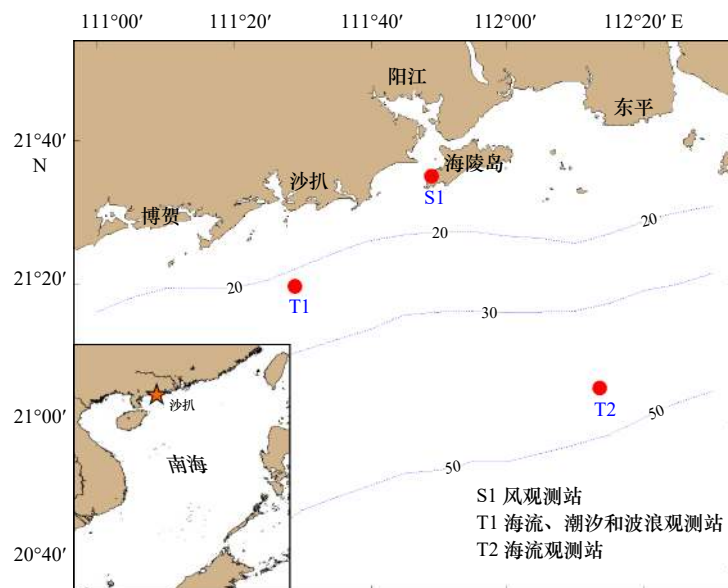 111°00′ 111°20′ 111°40′ 112°00′ 112°20′ E
阳江
东平
21°40′
N
海陵岛
沙扒
S1
博贺
20
20
20
21°20′
T1
30
T2
21°00′
50
沙扒
南海
50
S1 风观测站
T1 海流、潮汐和波浪观测站
T2 海流观测站
20°40′